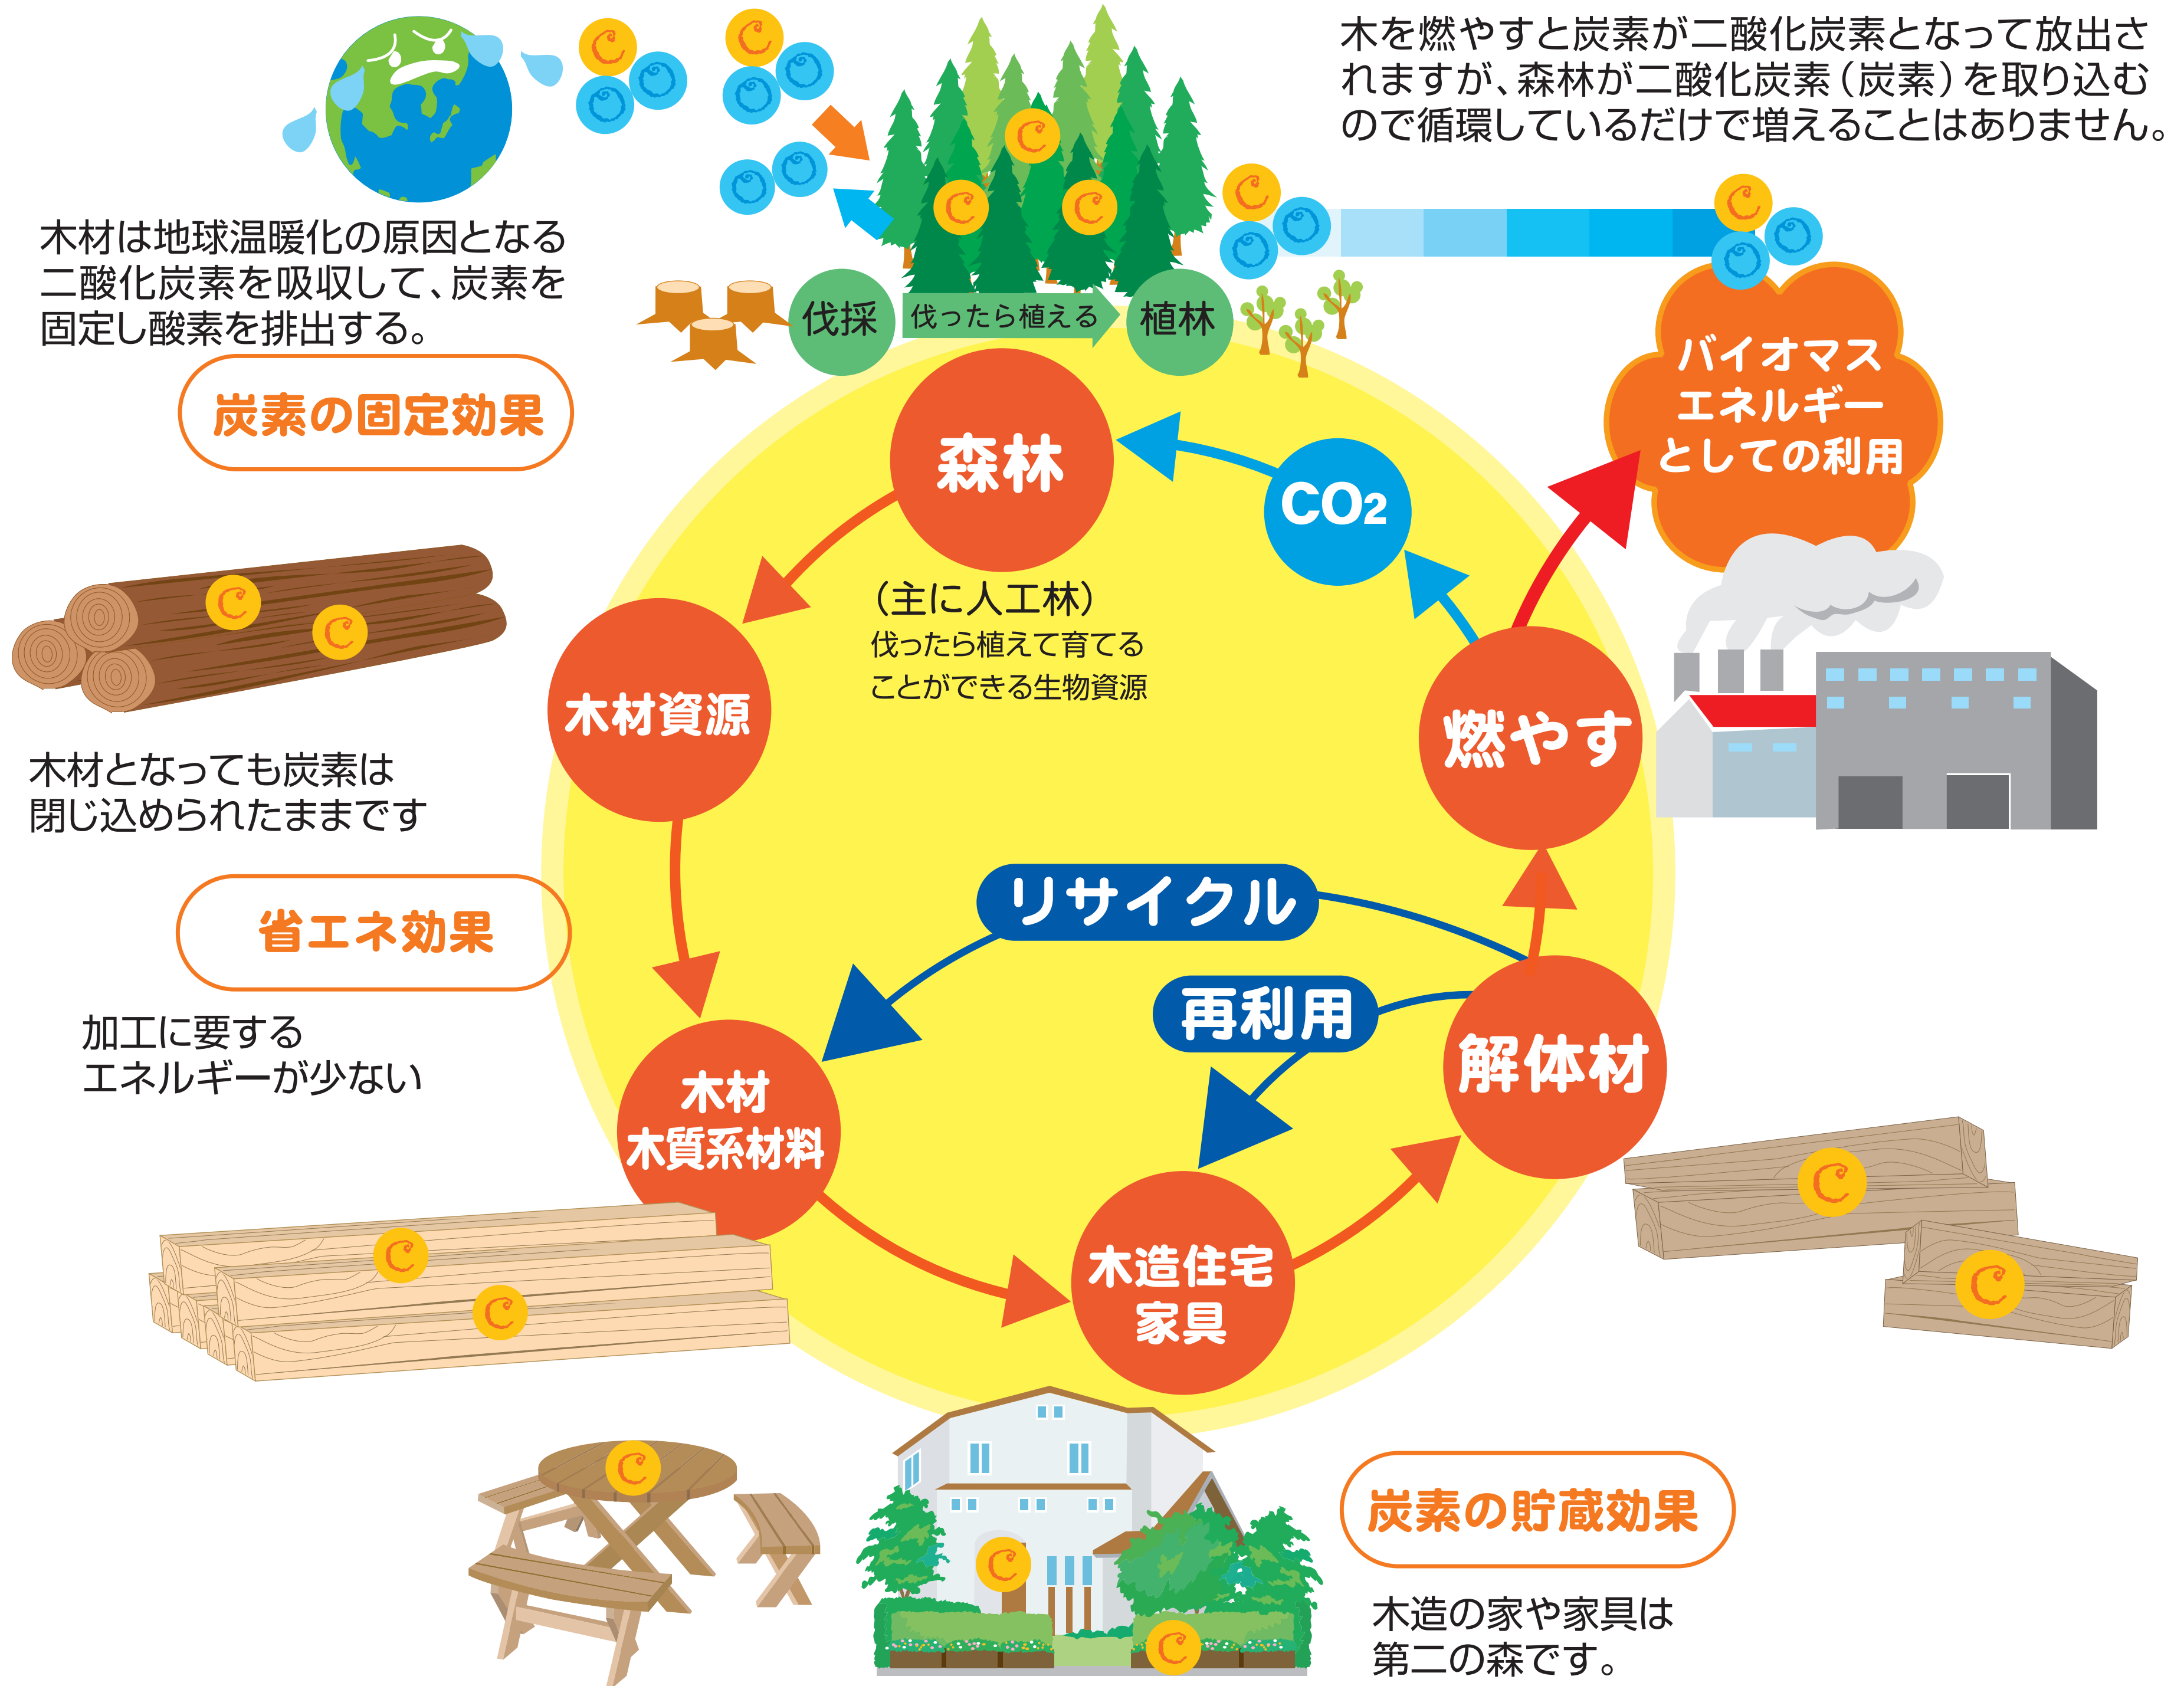 木を燃やすと炭素が二酸化炭素となって放出さ
れますが、森林が二酸化炭素（炭素）を取り込む
ので循環しているだけで増えることはありません。
C
O
O
C
O
O
O
O
C
C
C
C
O
O
C
O
O
木材は地球温暖化の原因となる
二酸化炭素を吸収して、炭素を
固定し酸素を排出する。
炭素の固定効果
伐採
伐ったら植える
植林
バイオマス
エネルギー
としての利用
森林
（主に人工林）
伐ったら植えて育てる
ことができる生物資源
CO2
C
C
木材資源
燃やす
木材となっても炭素は
閉じ込められたままです
省エネ効果
加工に要する
エネルギーが少ない
リサイクル
再利用
解体材
木材
木質系材料
C
C
C
C
木造住宅
家具
C
C
C
炭素の貯蔵効果
木造の家や家具は
第二の森です。